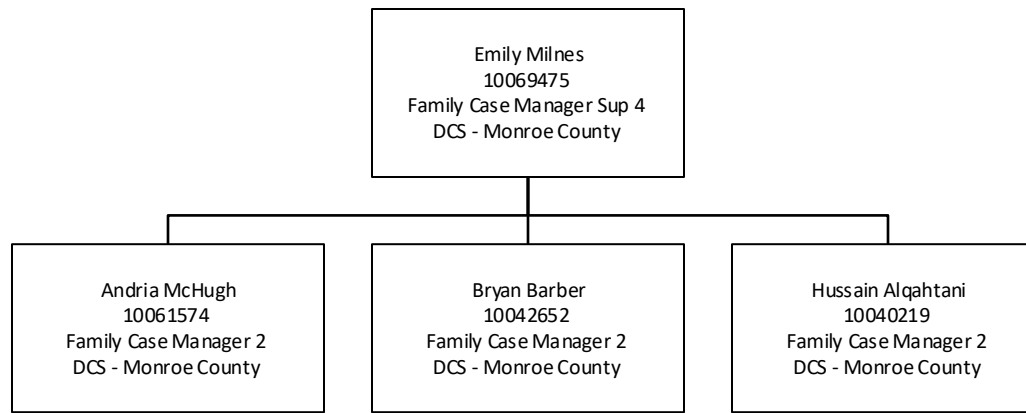 Emily Milnes
10069475
Family Case Manager Sup 4
DCS - Monroe County
Andria McHugh
10061574
Family Case Manager 2
DCS - Monroe County
Bryan Barber
10042652
Family Case Manager 2
DCS - Monroe County
Hussain Alqahtani
10040219
Family Case Manager 2
DCS - Monroe County